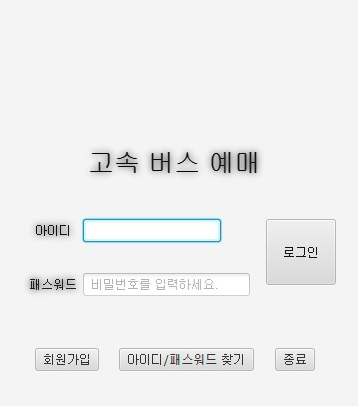 고속 버스 예매
아이디
로그인
패스워드 비밀번호를 입력하세요.
회원가입 아이디/패스워드 찾기 종료